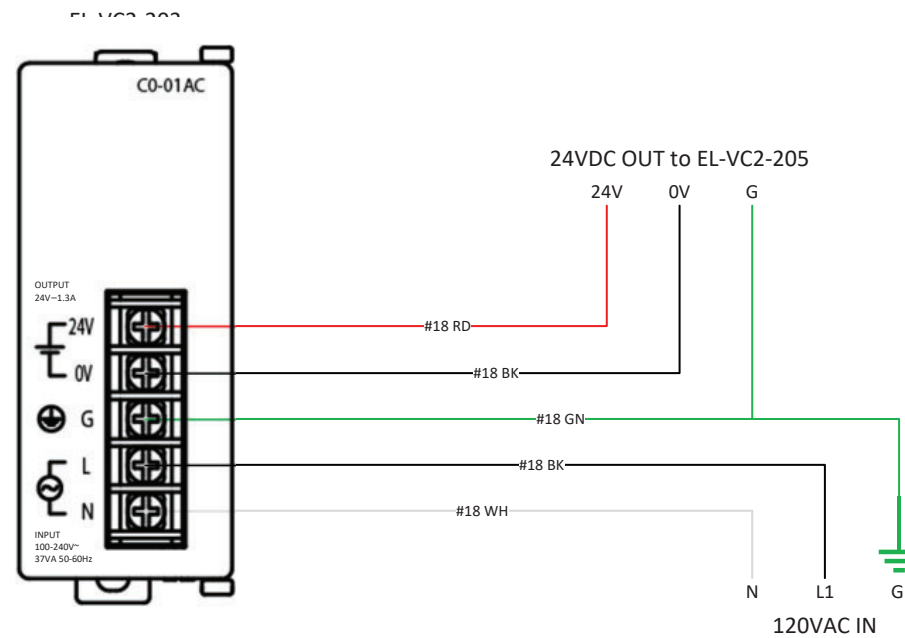 C0-01AC
24VDC OUT to EL-VC2-205
24V 0V G
OUTPUT
24V⎓1.3A
24V
#18 RD
0V
#18 BK
G
#18 GN
L
#18 BK
N
#18 WH
INPUT
100-240V~
37VA 50-60Hz
N L1 G
120VAC IN